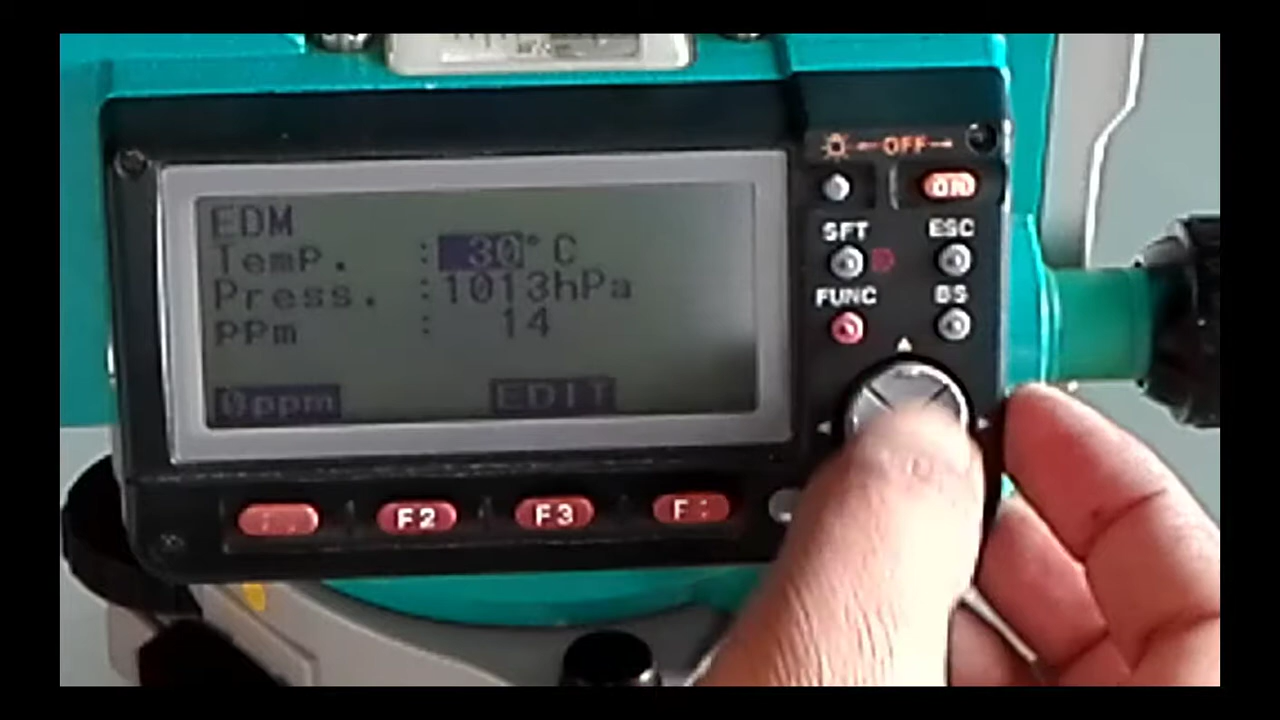 ←OFF→
ON
SFT
ESC
FUNC
BS
EDM
Temp. : 30°C
Press. :1013hPa
ppm : 14
0ppm EDIT
F2 F3